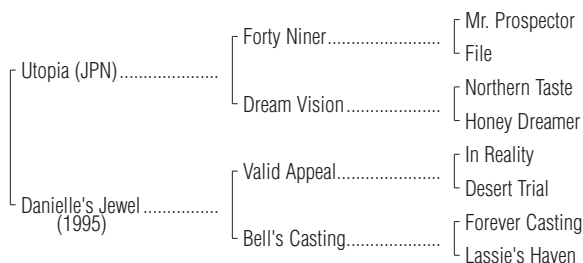 Mr. Prospector
Forty Niner
File
Utopia (JPN)
Northern Taste
Dream Vision
Honey Dreamer
In Reality
Valid Appeal
Desert Trial
Danielle's Jewel
(1995)
Forever Casting
Bell's Casting
Lassie's Haven